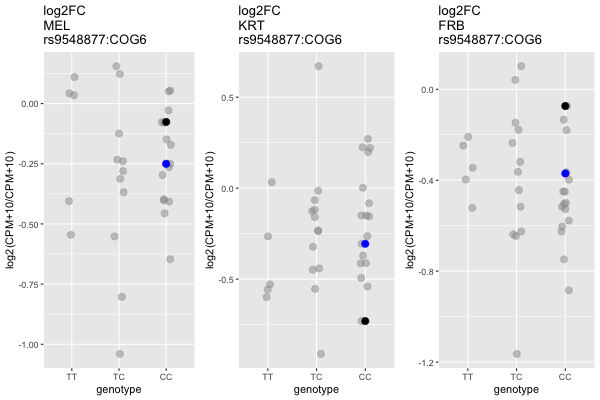 log2FC
MEL
rs9548877:COG6
log2(CPM+10/CPM+10)
0.00
-0.25
-0.50
-0.75
-1.00
TT TC CC
genotype
log2FC
KRT
rs9548877:COG6
log2(CPM+10/CPM+10)
0.5
0.0
-0.5
TT TC CC
genotype
log2FC
FRB
rs9548877:COG6
log2(CPM+10/CPM+10)
0.0
-0.4
-0.8
-1.2
TT TC CC
genotype